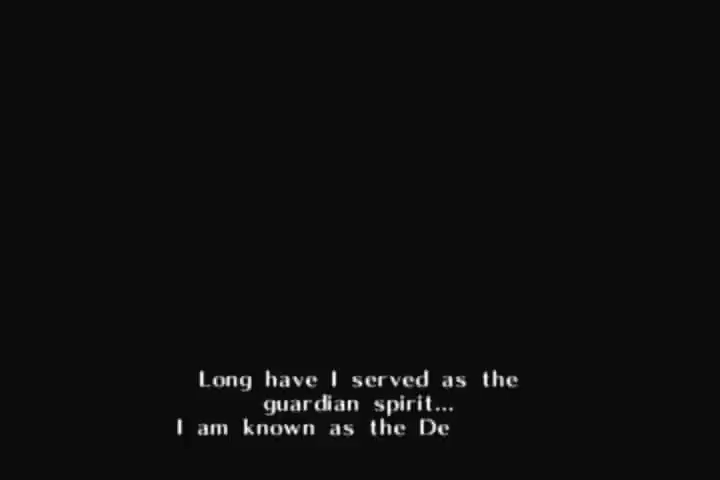 Long have I served as the
guardian spirit...
I am known as the De